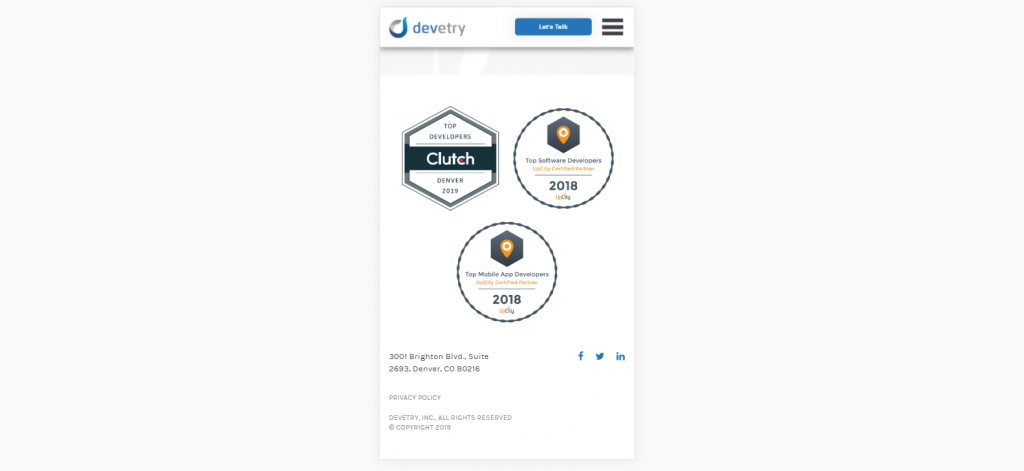 devetry
Let's Talk
TOP
DEVELOPERS
Clutch
DENVER
2019
Top Software Developers
UpCity Certified Partner
2018
UpCity
Top Mobile App Developers
UpCity Certified Partner
2018
UpCity
3001 Brighton Blvd., Suite
2693, Denver, CO 80216
PRIVACY POLICY
DEVETRY, INC., ALL RIGHTS RESERVED
© COPYRIGHT 2019